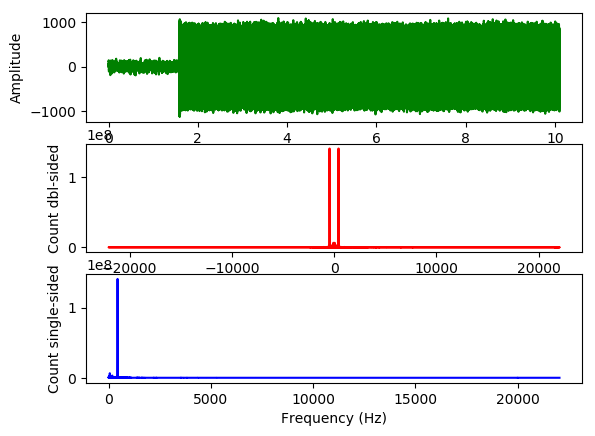 Amplitude
1000
0
−1000
0 2 4 6 8 10
1e8
Count dbl-sided
1
0
−20000 −10000 0 10000 20000
1e8
Count single-sided
1
0
0 5000 10000 15000 20000
Frequency (Hz)